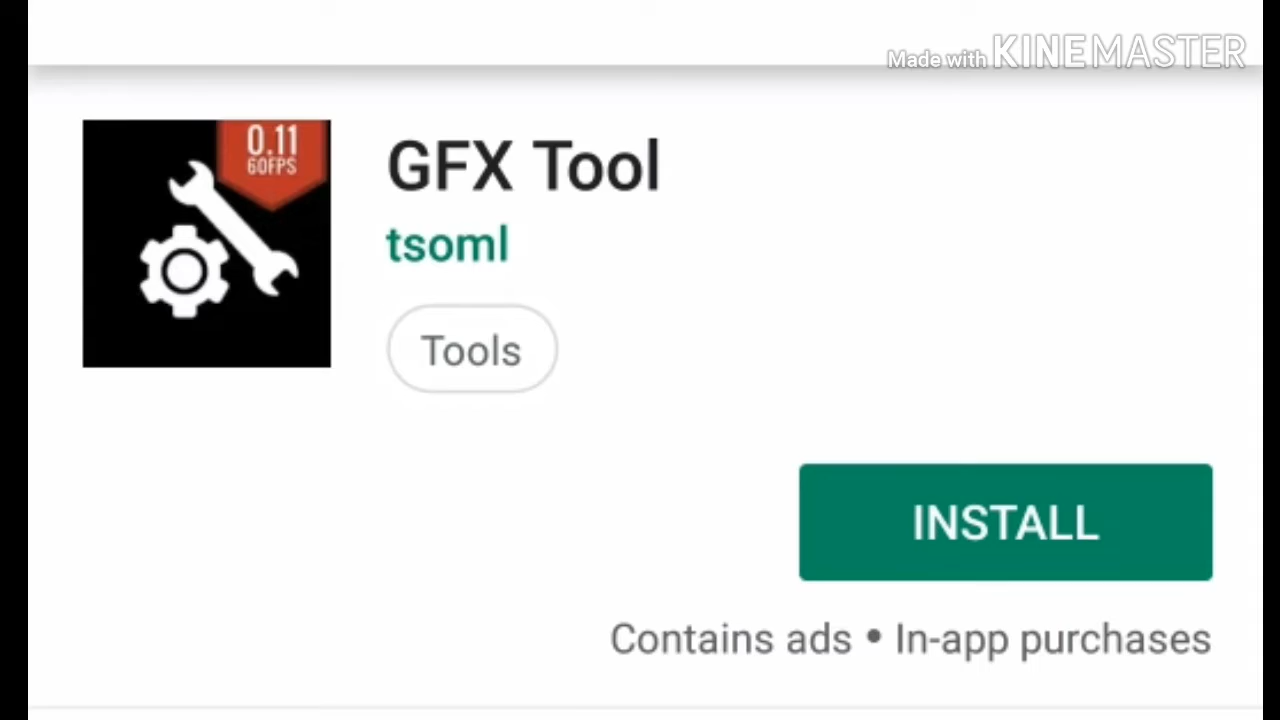 Made with KINEMASTER
0.11
60FPS
GFX Tool
tsoml
Tools
INSTALL
Contains ads • In-app purchases